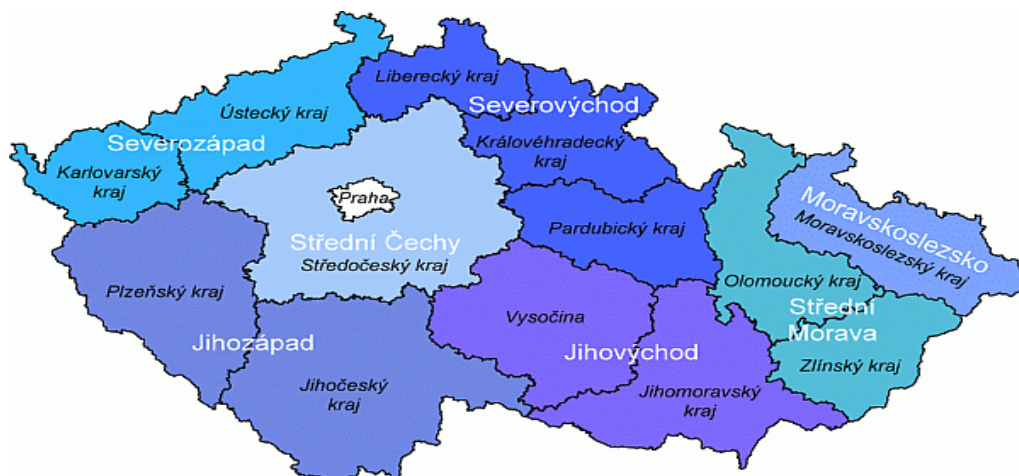 Liberecký kraj
Severovýchod
Ústecký kraj
Severozápad
Královéhradecký
kraj
Karlovarský
kraj
Praha
Moravskoslezsko
Moravskoslezský kraj
Pardubický kraj
Střední Čechy
Středočeský kraj
Olomoucký kraj
Plzeňský kraj
Střední
Morava
Vysočina
Jihozápad
Jihovýchod
Zlínský kraj
Jihočeský
kraj
Jihomoravský
kraj